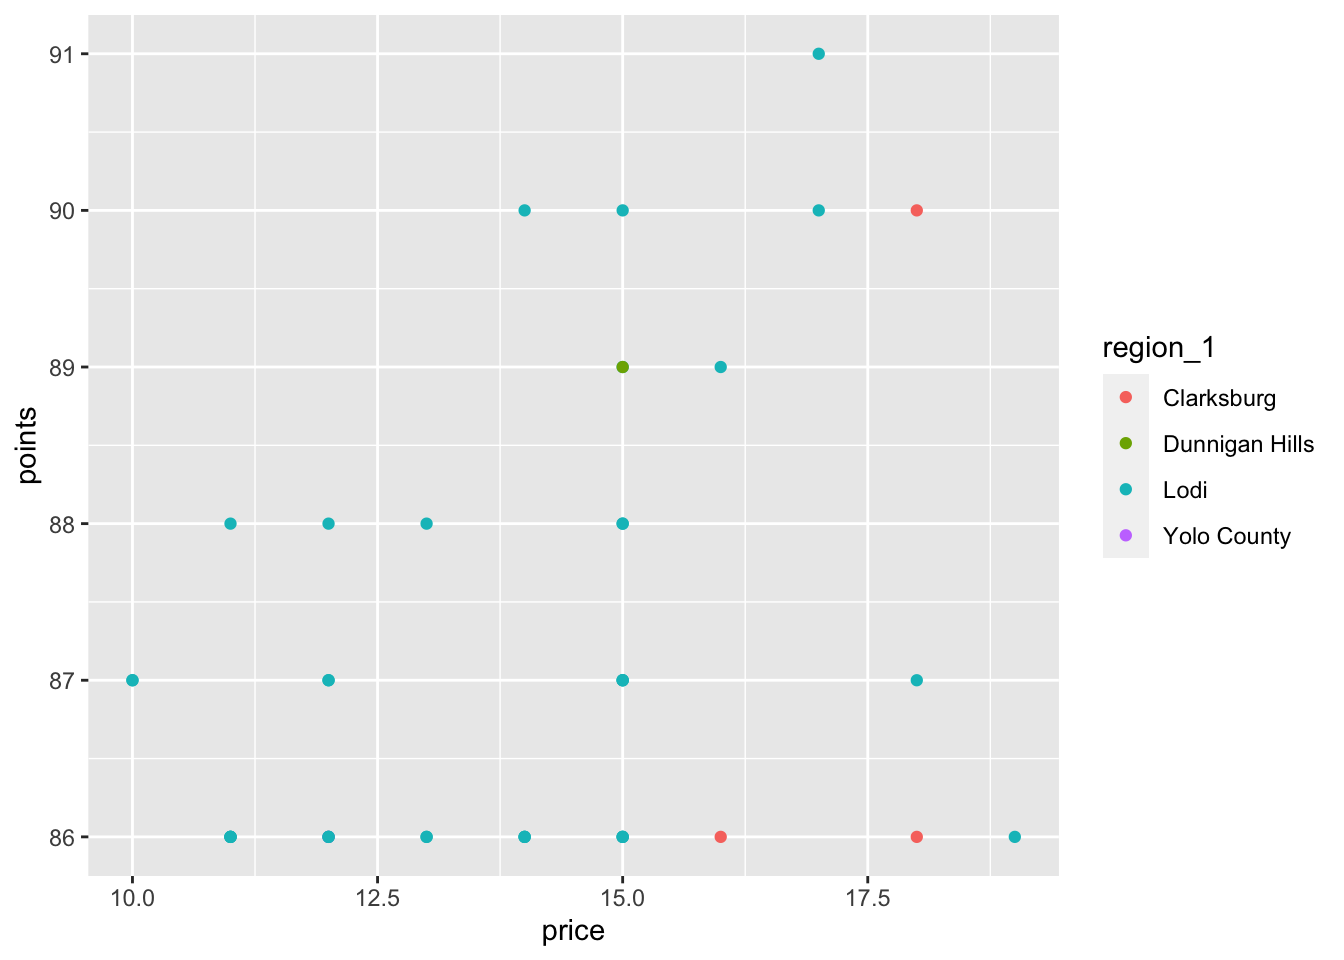 91
90
89
88
87
86
points
10.0 12.5 15.0 17.5
price
region_1
Clarksburg
Dunnigan Hills
Lodi
Yolo County